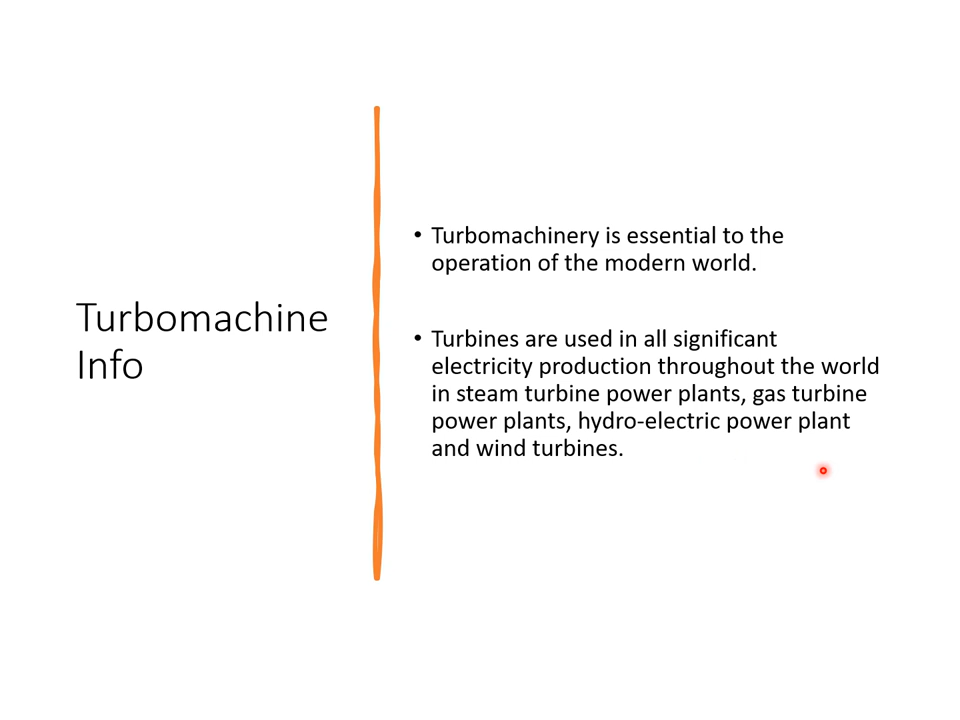 Turbomachine
Info
• Turbomachinery is essential to the
operation of the modern world.
• Turbines are used in all significant
electricity production throughout the world
in steam turbine power plants, gas turbine
power plants, hydro-electric power plant
and wind turbines.